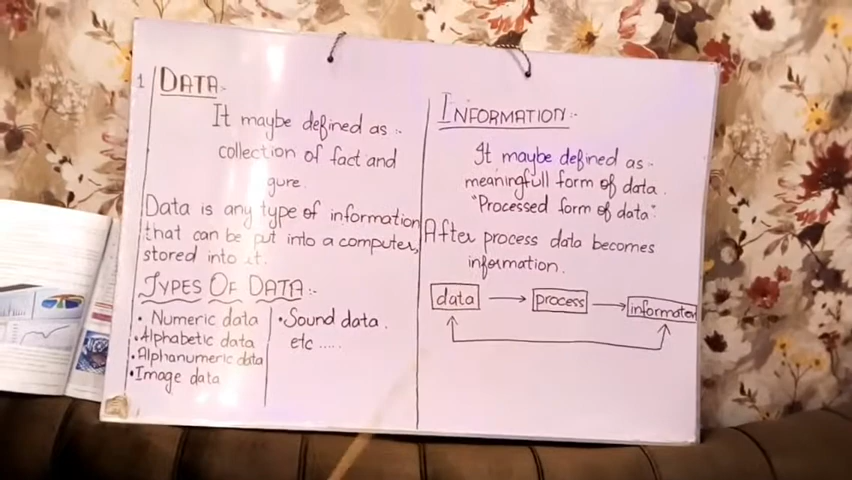 1 DATA:-
It maybe defined as :-
collection of fact and
gure.
Data is any type of information
that can be put into a computer,
stored into it.
TYPES OF DATA:-
• Numeric data
• Alphabetic data
• Alphanumeric data
• Image data
• Sound data.
etc .....
INFORMATION:-
It maybe defined as:-
meaningfull form of data.
"Processed form of data".
After process data becomes
information.
data → process → information